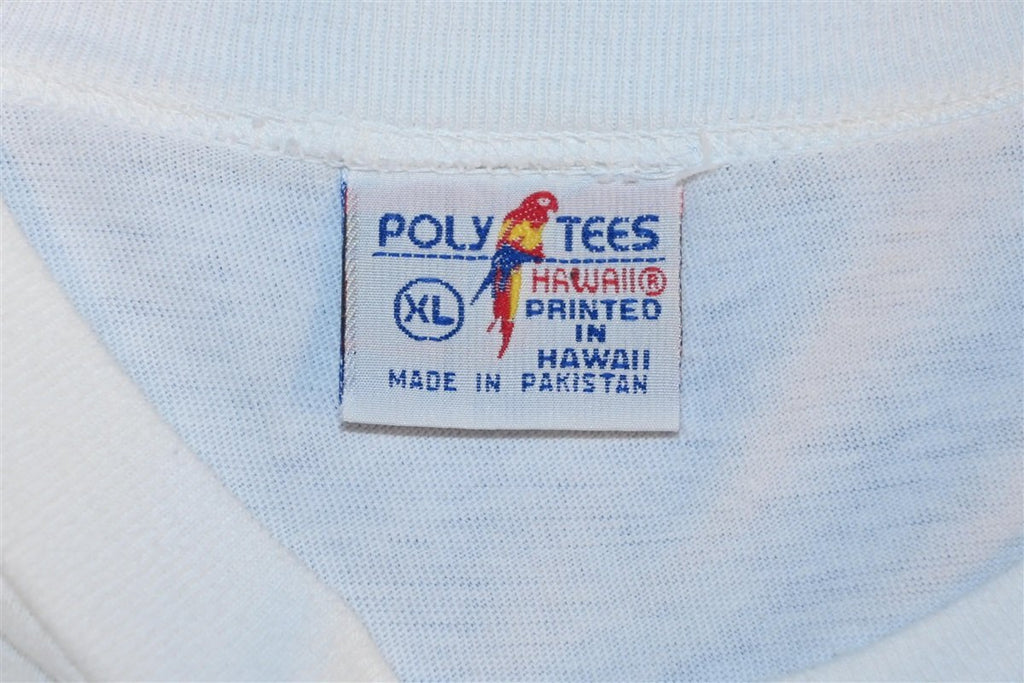 POLY TEES
HAWAII®
XL
PRINTED
IN
HAWAII
MADE IN PAKISTAN